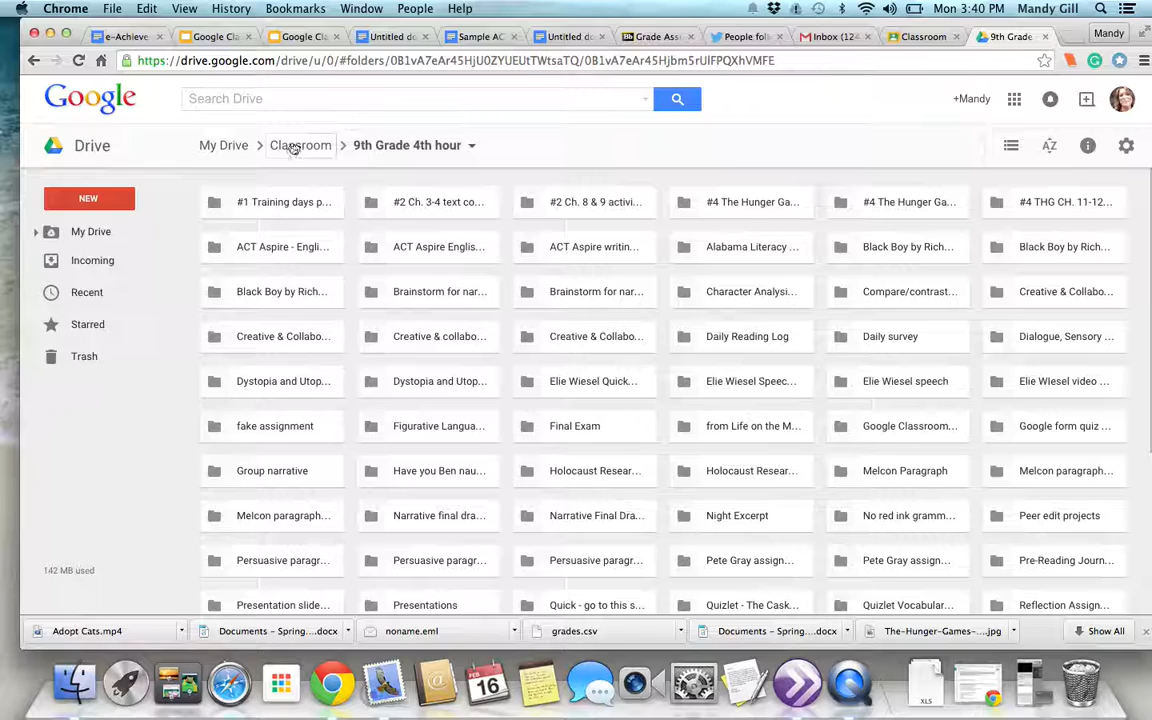 Chrome File Edit View History Bookmarks Window People Help Mon 3:40 PM Mandy Gill
e-Achieve Google Cla Google Cla Untitled do Sample AC Untitled do Grade Ass People foll Inbox (124 Classroom 9th Grade Mandy
https://drive.google.com/drive/u/0/#folders/0B1vA7eAr45HjU0ZYUEUtTWtsaTQ/0B1vA7eAr45Hjbm5rUlFPQXhVMFE
Google Search Drive +Mandy
Drive My Drive > Classroom > 9th Grade 4th hour AZ
NEW
My Drive
Incoming
Recent
Starred
Trash
142 MB used
#1 Training days p... #2 Ch. 3-4 text co... #2 Ch. 8 & 9 activi... #4 The Hunger Ga... #4 The Hunger Ga... #4 THG CH. 11-12...
ACT Aspire - Engli... ACT Aspire Englis... ACT Aspire writin... Alabama Literacy ... Black Boy by Rich... Black Boy by Rich...
Black Boy by Rich... Brainstorm for nar... Brainstorm for nar... Character Analysi... Compare/contrast... Creative & Collabo...
Creative & Collabo... Creative & collabo... Creative & Collabo... Daily Reading Log Daily survey Dialogue, Sensory ...
Dystopia and Utop... Dystopia and Utop... Elie Wiesel Quick... Elie Wiesel Speec... Elie Wiesel speech Elie WIesel video ...
fake assignment Figurative Langua... Final Exam from Life on the M... Google Classroom... Google form quiz ...
Group narrative Have you Ben nau... Holocaust Resear... Holocaust Resear... Melcon Paragraph Melcon paragraph...
Melcon paragraph... Narrative final dra... Narrative Final Dra... Night Excerpt No red ink gramm... Peer edit projects
Persuasive paragr... Persuasive paragr... Persuasive paragr... Pete Gray assign... Pete Gray assign... Pre-Reading Journ...
Presentation slide... Presentations Quick - go to this s... Quizlet - The Cask... Quizlet Vocabular... Reflection Assign...
Adopt Cats.mp4 Documents – Spring....docx noname.eml grades.csv Documents – Spring....docx The-Hunger-Games-....jpg Show All
FEB
16
XLS